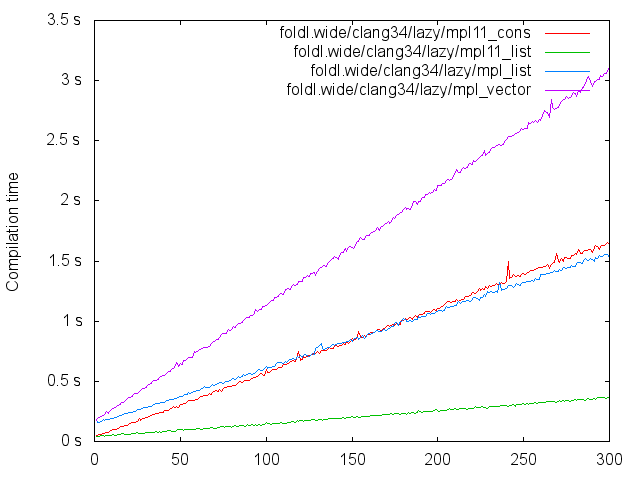 3.5 s
3 s
2.5 s
2 s
1.5 s
1 s
0.5 s
0 s
Compilation time
foldl.wide/clang34/lazy/mpl11_cons
foldl.wide/clang34/lazy/mpl11_list
foldl.wide/clang34/lazy/mpl_list
foldl.wide/clang34/lazy/mpl_vector
0 50 100 150 200 250 300